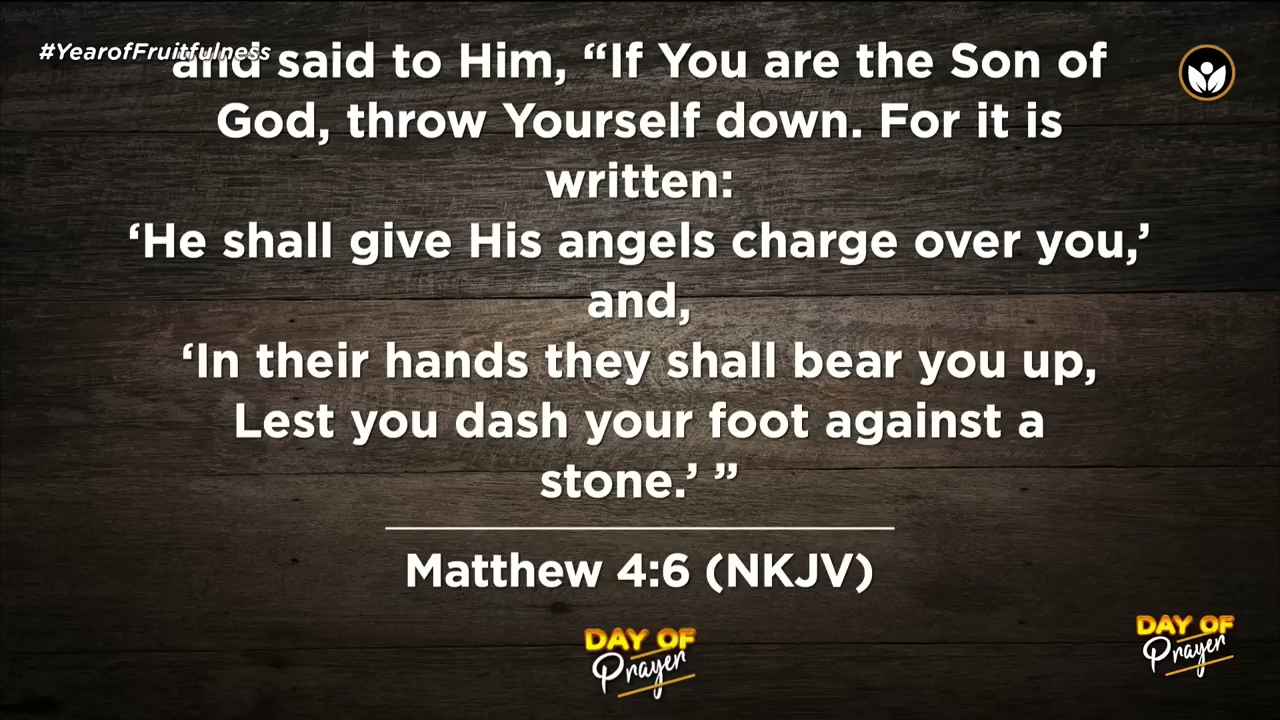 #YearofFruitfulness
and said to Him, “If You are the Son of
God, throw Yourself down. For it is
written:
‘He shall give His angels charge over you,’
and,
‘In their hands they shall bear you up,
Lest you dash your foot against a
stone.’ ”
Matthew 4:6 (NKJV)
DAY OF
Prayer
DAY OF
Prayer